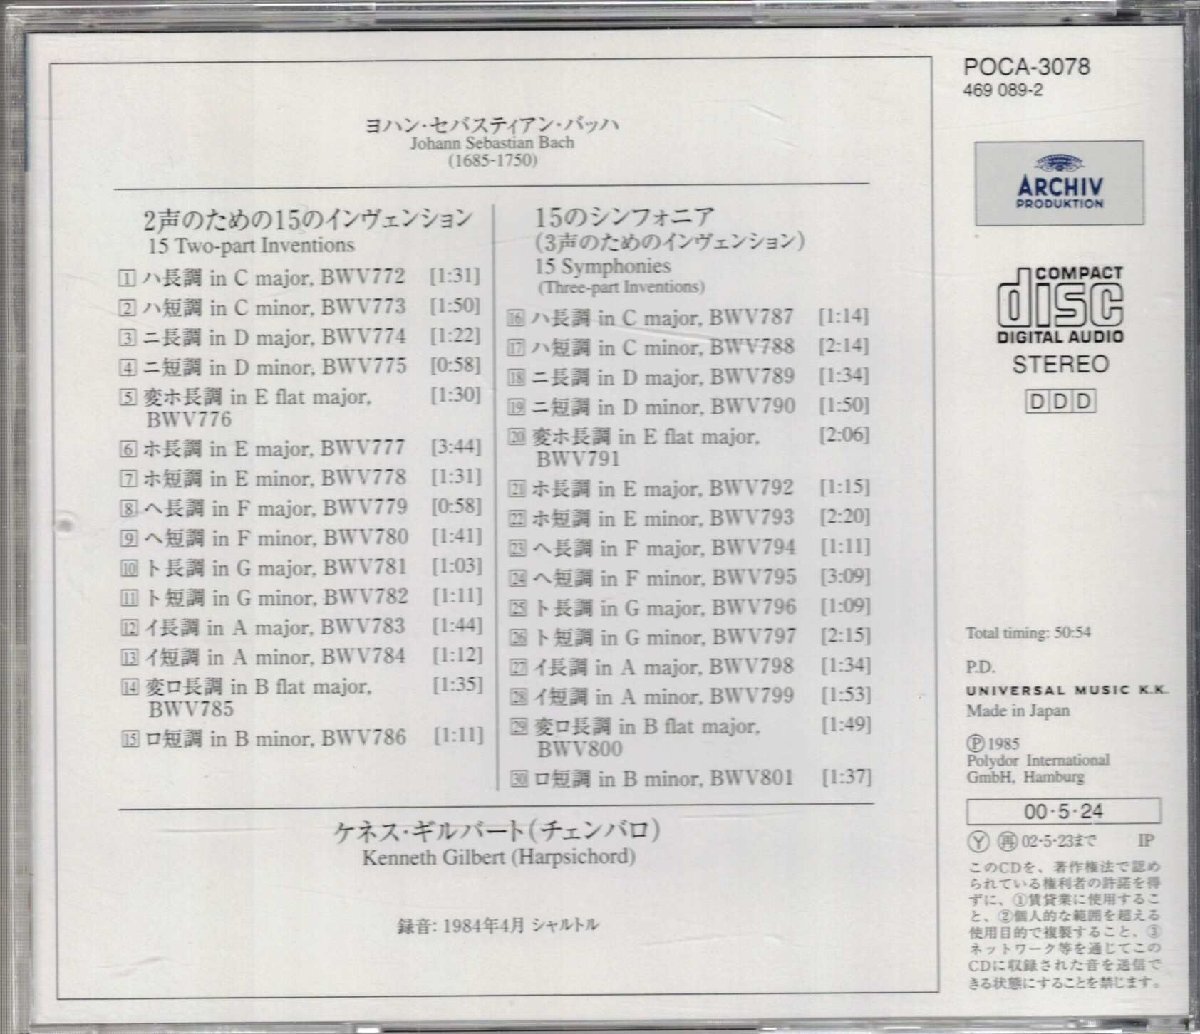 POCA-3078
469 089-2
ヨハン・セバスティアン・バッハ
Johann Sebastian Bach
(1685-1750)
2声のための15のインヴェンション
15 Two-part Inventions
1 ハ長調 in C major, BWV772 [1:31]
2 ハ短調 in C minor, BWV773 [1:50]
3 ニ長調 in D major, BWV774 [1:22]
4 ニ短調 in D minor, BWV775 [0:58]
5 変ホ長調 in E flat major, [1:30]
BWV776
6 ホ長調 in E major, BWV777 [3:44]
7 ホ短調 in E minor, BWV778 [1:31]
8 ヘ長調 in F major, BWV779 [0:58]
9 ヘ短調 in F minor, BWV780 [1:41]
10 ト長調 in G major, BWV781 [1:03]
11 ト短調 in G minor, BWV782 [1:11]
12 イ長調 in A major, BWV783 [1:44]
13 イ短調 in A minor, BWV784 [1:12]
14 変ロ長調 in B flat major, [1:35]
BWV785
15 ロ短調 in B minor, BWV786 [1:11]
15のシンフォニア
(3声のためのインヴェンション)
15 Symphonies
(Three-part Inventions)
16 ハ長調 in C major, BWV787 [1:14]
17 ハ短調 in C minor, BWV788 [2:14]
18 ニ長調 in D major, BWV789 [1:34]
19 ニ短調 in D minor, BWV790 [1:50]
20 変ホ長調 in E flat major, [2:06]
BWV791
21 ホ長調 in E major, BWV792 [1:15]
22 ホ短調 in E minor, BWV793 [2:20]
23 ヘ長調 in F major, BWV794 [1:11]
24 ヘ短調 in F minor, BWV795 [3:09]
25 ト長調 in G major, BWV796 [1:09]
26 ト短調 in G minor, BWV797 [2:15]
27 イ長調 in A major, BWV798 [1:34]
28 イ短調 in A minor, BWV799 [1:53]
29 変ロ長調 in B flat major, [1:49]
BWV800
30 ロ短調 in B minor, BWV801 [1:37]
ケネス・ギルバート(チェンバロ)
Kenneth Gilbert (Harpsichord)
録音: 1984年4月 シャルトル
ARCHIV
PRODUKTION
COMPACT
disc
DIGITAL AUDIO
STEREO
DDD
Total timing: 50:54
P.D.
UNIVERSAL MUSIC K.K.
Made in Japan
Ⓟ1985
Polydor International
GmbH, Hamburg
00・5・24
Ⓨ ㊢ 02・5・23まで IP
このCDを、著作権法で認め
られている権利者の許諾を得
ずに、①賃貸業に使用するこ
と、②個人的な範囲を超える
使用目的で複製すること、③
ネットワーク等を通じてこの
CDに収録された音を送信で
きる状態にすることを禁じます。